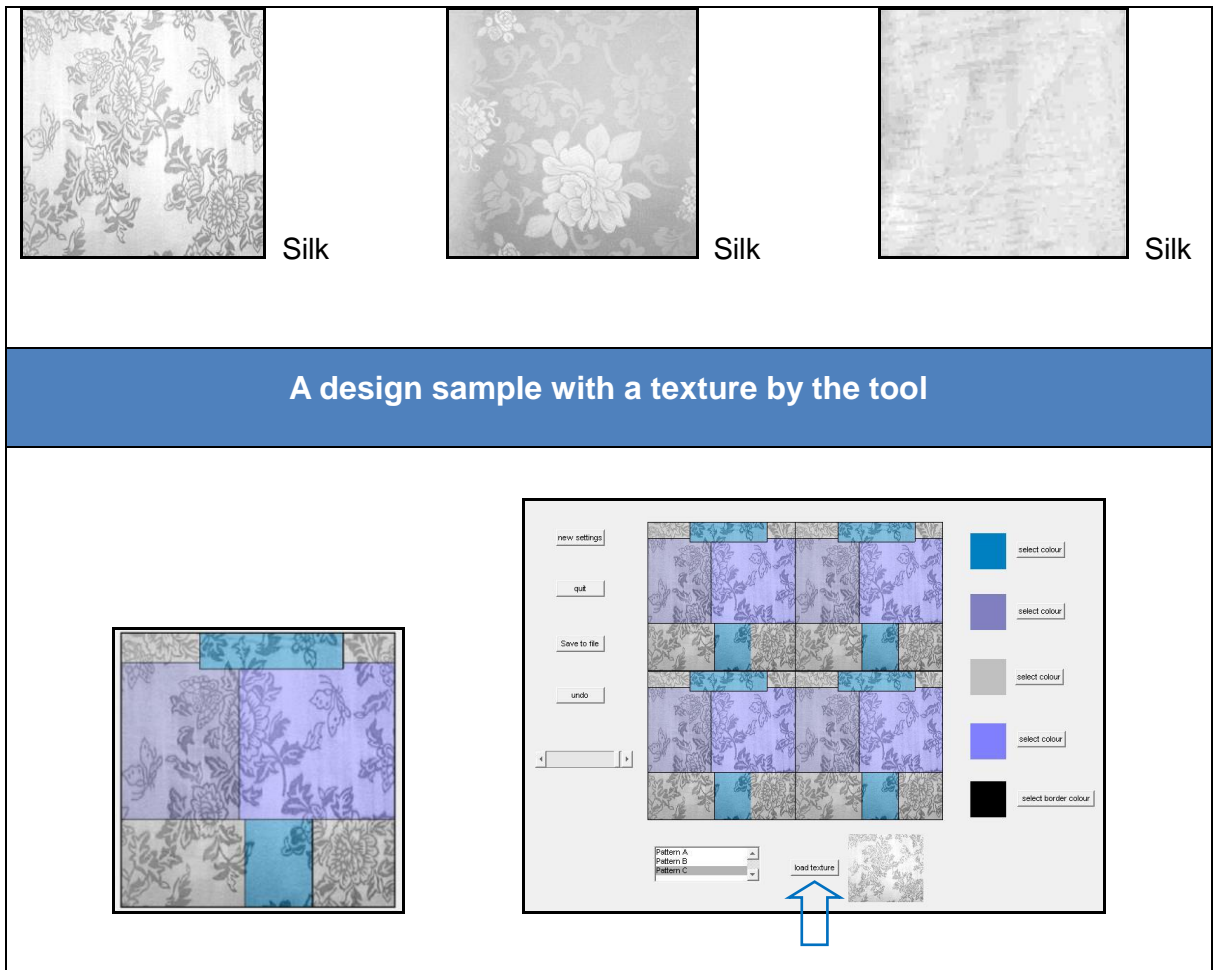 Silk
Silk
Silk
A design sample with a texture by the tool
new settings
quit
Save to file
undo
select colour
select colour
select colour
select colour
select border colour
Pattern A
Pattern B
Pattern C
load texture